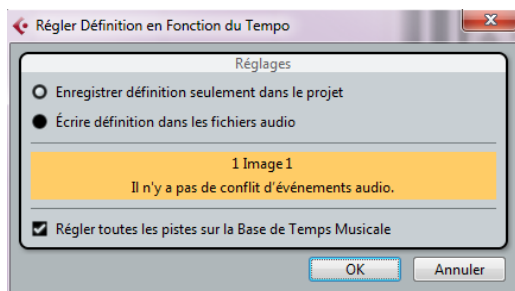 Régler Définition en Fonction du Tempo
Réglages
Enregistrer définition seulement dans le projet
Écrire définition dans les fichiers audio
1 Image 1
Il n'y a pas de conflit d'événements audio.
Régler toutes les pistes sur la Base de Temps Musicale
OK Annuler